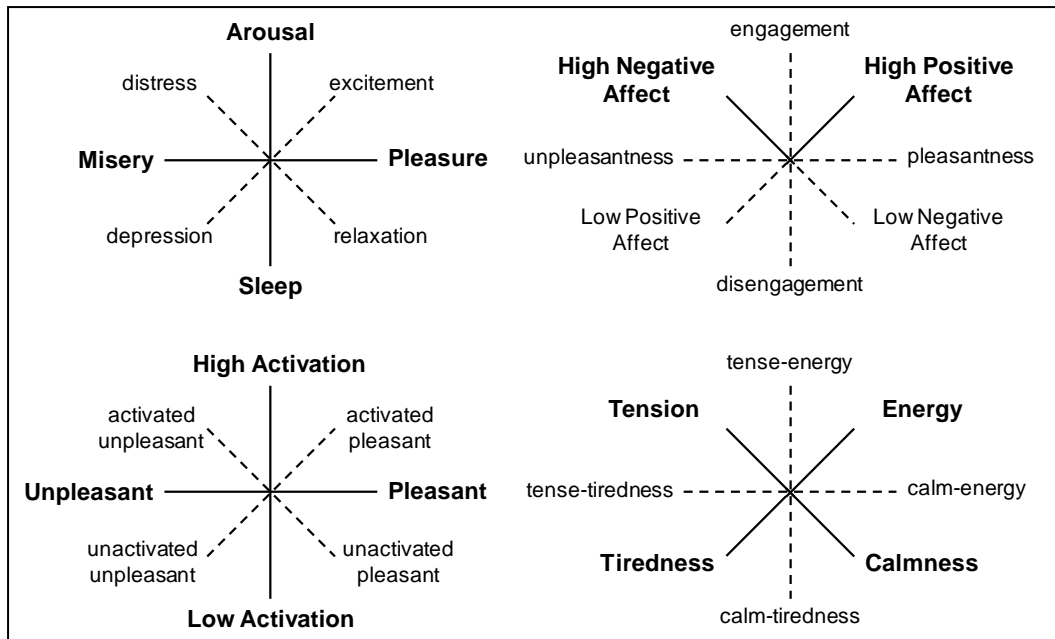 Arousal
distress
excitement
Misery
Pleasure
depression
relaxation
Sleep
engagement
High Negative
Affect
High Positive
Affect
unpleasantness
pleasantness
Low Positive
Affect
Low Negative
Affect
disengagement
High Activation
activated
unpleasant
activated
pleasant
Unpleasant
Pleasant
unactivated
unpleasant
unactivated
pleasant
Low Activation
tense-energy
Tension
Energy
tense-tiredness
calm-energy
Tiredness
Calmness
calm-tiredness